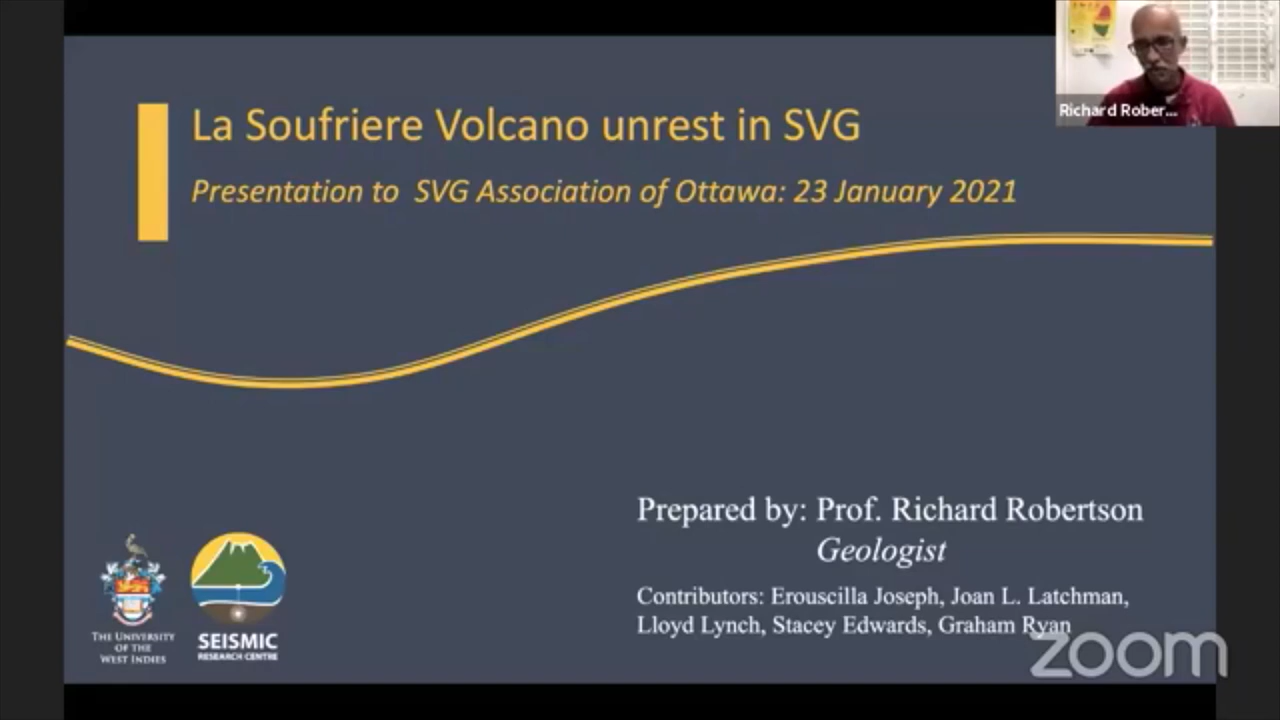 La Soufriere Volcano unrest in SVG
Presentation to SVG Association of Ottawa: 23 January 2021
Richard Rober...
Prepared by: Prof. Richard Robertson
Geologist
Contributors: Erouscilla Joseph, Joan L. Latchman,
Lloyd Lynch, Stacey Edwards, Graham Ryan
THE UNIVERSITY
OF THE
WEST INDIES
SEISMIC
RESEARCH CENTRE
zoom